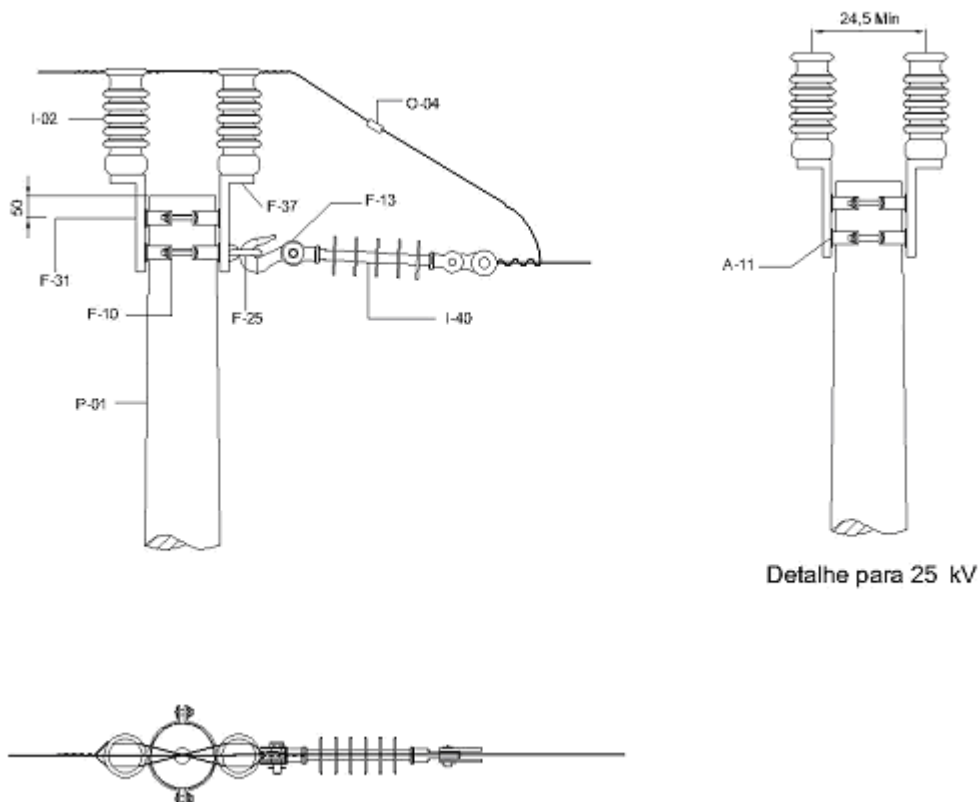 24,5 Min
I-02
O-04
50
F-37
F-13
F-31
F-10
F-25
I-40
A-11
P-01
Detalhe para 25 kV